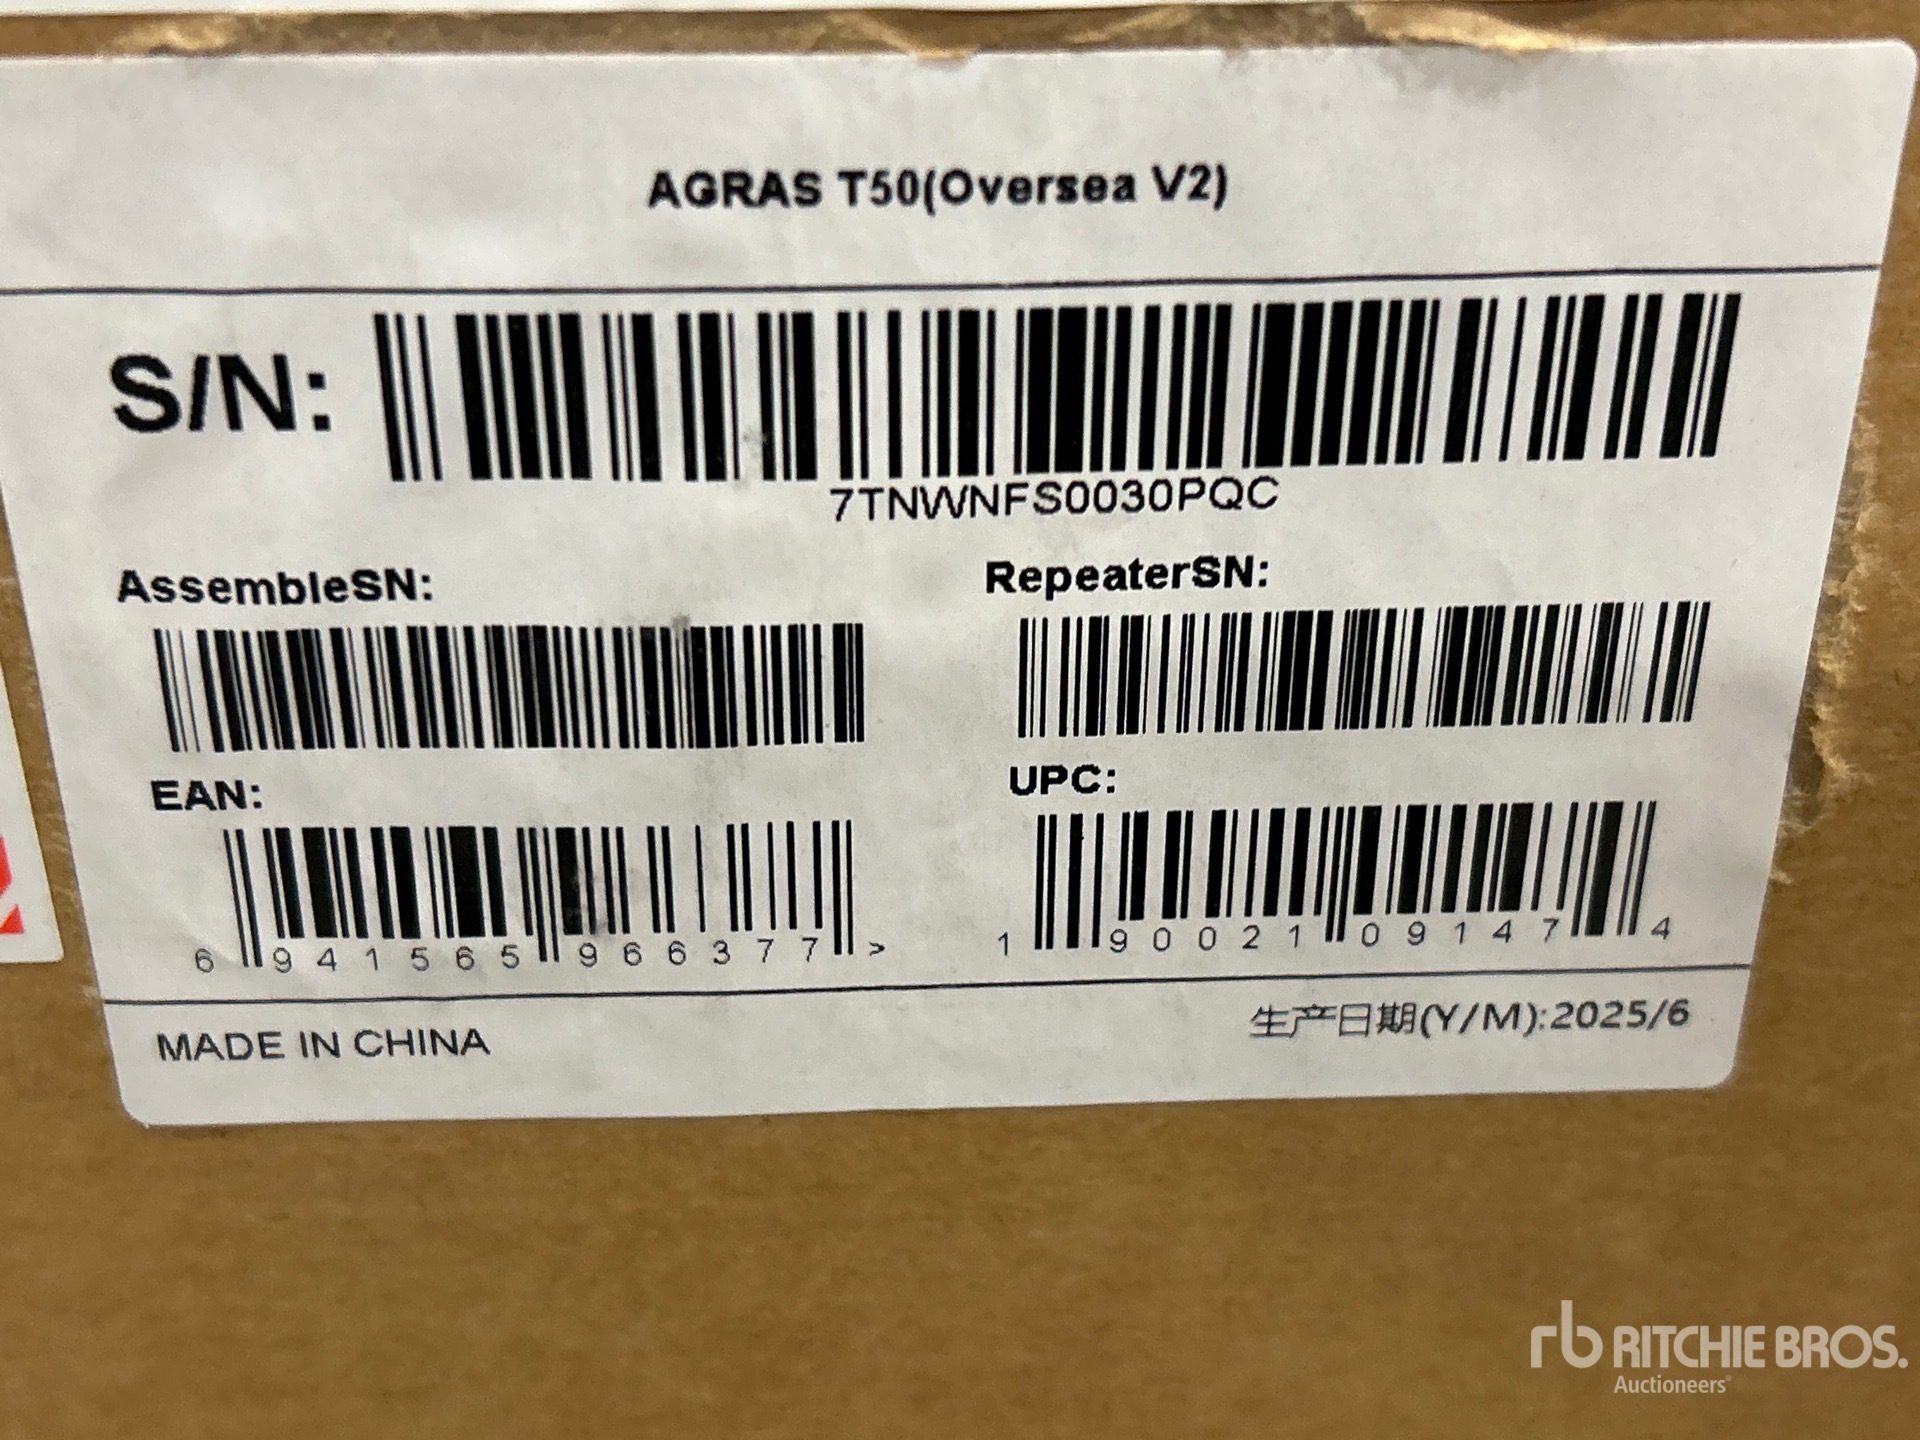 AGRAS T50(Oversea V2)
S/N:
7TNWNFS0030PQC
AssembleSN:
RepeaterSN:
EAN:
UPC:
6 941565 966377 >
1 90021 09147 4
MADE IN CHINA
生产日期(Y/M):2025/6
rb RITCHIE BROS.
Auctioneers